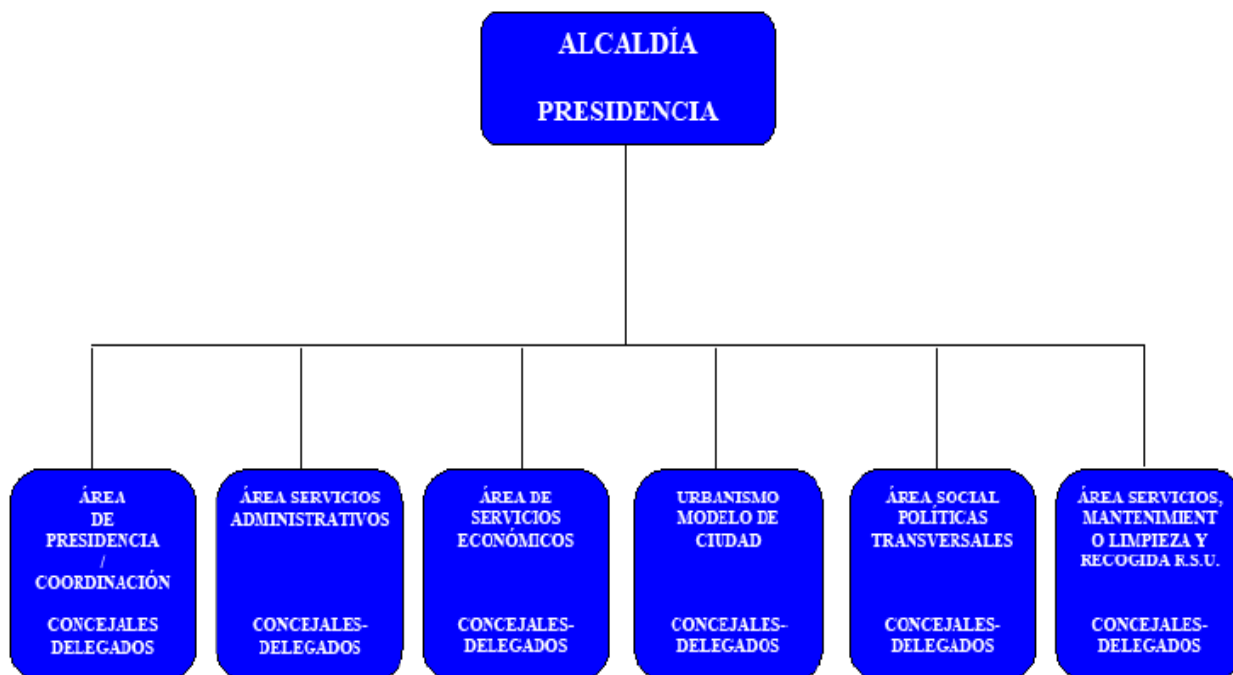 ALCALDÍA
PRESIDENCIA
ÁREA
DE
PRESIDENCIA
/
COORDINACIÓN
CONCEJALES
DELEGADOS
ÁREA SERVICIOS
ADMINISTRATIVOS
CONCEJALES-
DELEGADOS
ÁREA DE
SERVICIOS
ECONÓMICOS
CONCEJALES-
DELEGADOS
URBANISMO
MODELO DE
CIUDAD
CONCEJALES-
DELEGADOS
ÁREA SOCIAL
POLÍTICAS
TRANSVERSALES
CONCEJALES-
DELEGADOS
ÁREA SERVICIOS,
MANTENIMIENT
O LIMPIEZA Y
RECOGIDA R.S.U.
CONCEJALES-
DELEGADOS